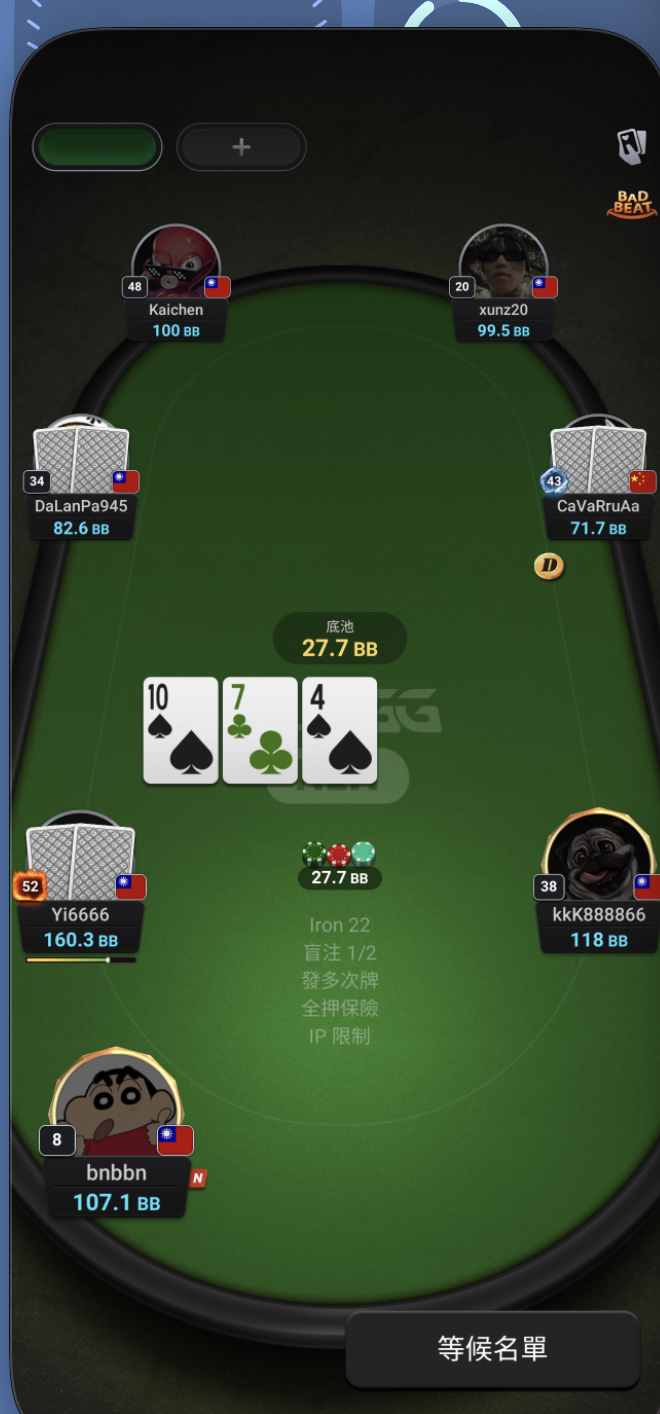 +
BAD
BEAT
48
Kaichen
100 BB
20
xunz20
99.5 BB
34
DaLanPa945
82.6 BB
43
CaVaRruAa
71.7 BB
D
底池
27.7 BB
10
7
4
GG
27.7 BB
52
Yi6666
160.3 BB
38
kkK888866
118 BB
Iron 22
盲注 1/2
發多次牌
全押保險
IP 限制
8
bnbbn
N
107.1 BB
等候名單